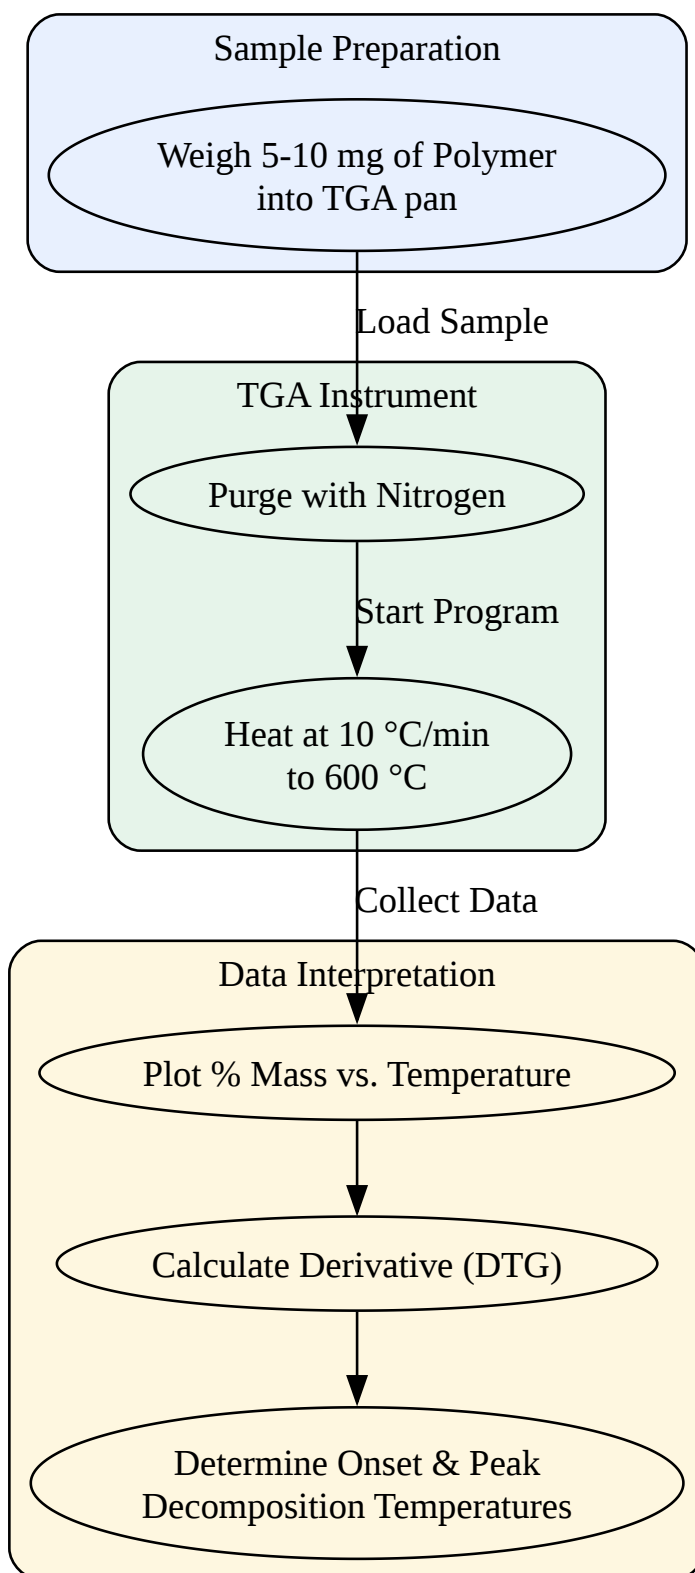 Sample Preparation
Weigh 5-10 mg of Polymer
into TGA pan
Load Sample
TGA Instrument
Purge with Nitrogen
Start Program
Heat at 10 °C/min
to 600 °C
Collect Data
Data Interpretation
Plot % Mass vs. Temperature
Calculate Derivative (DTG)
Determine Onset & Peak
Decomposition Temperatures